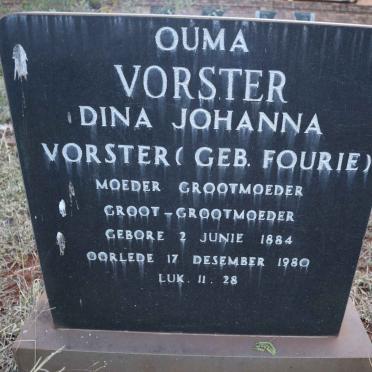 OUMA
VORSTER
DINA JOHANNA
VORSTER (GEB. FOURIE)
MOEDER GROOTMOEDER
GROOT-GROOTMOEDER
GEBORE 2 JUNIE 1884
OORLEDE 17 DESEMBER 1980
LUK. 11. 28